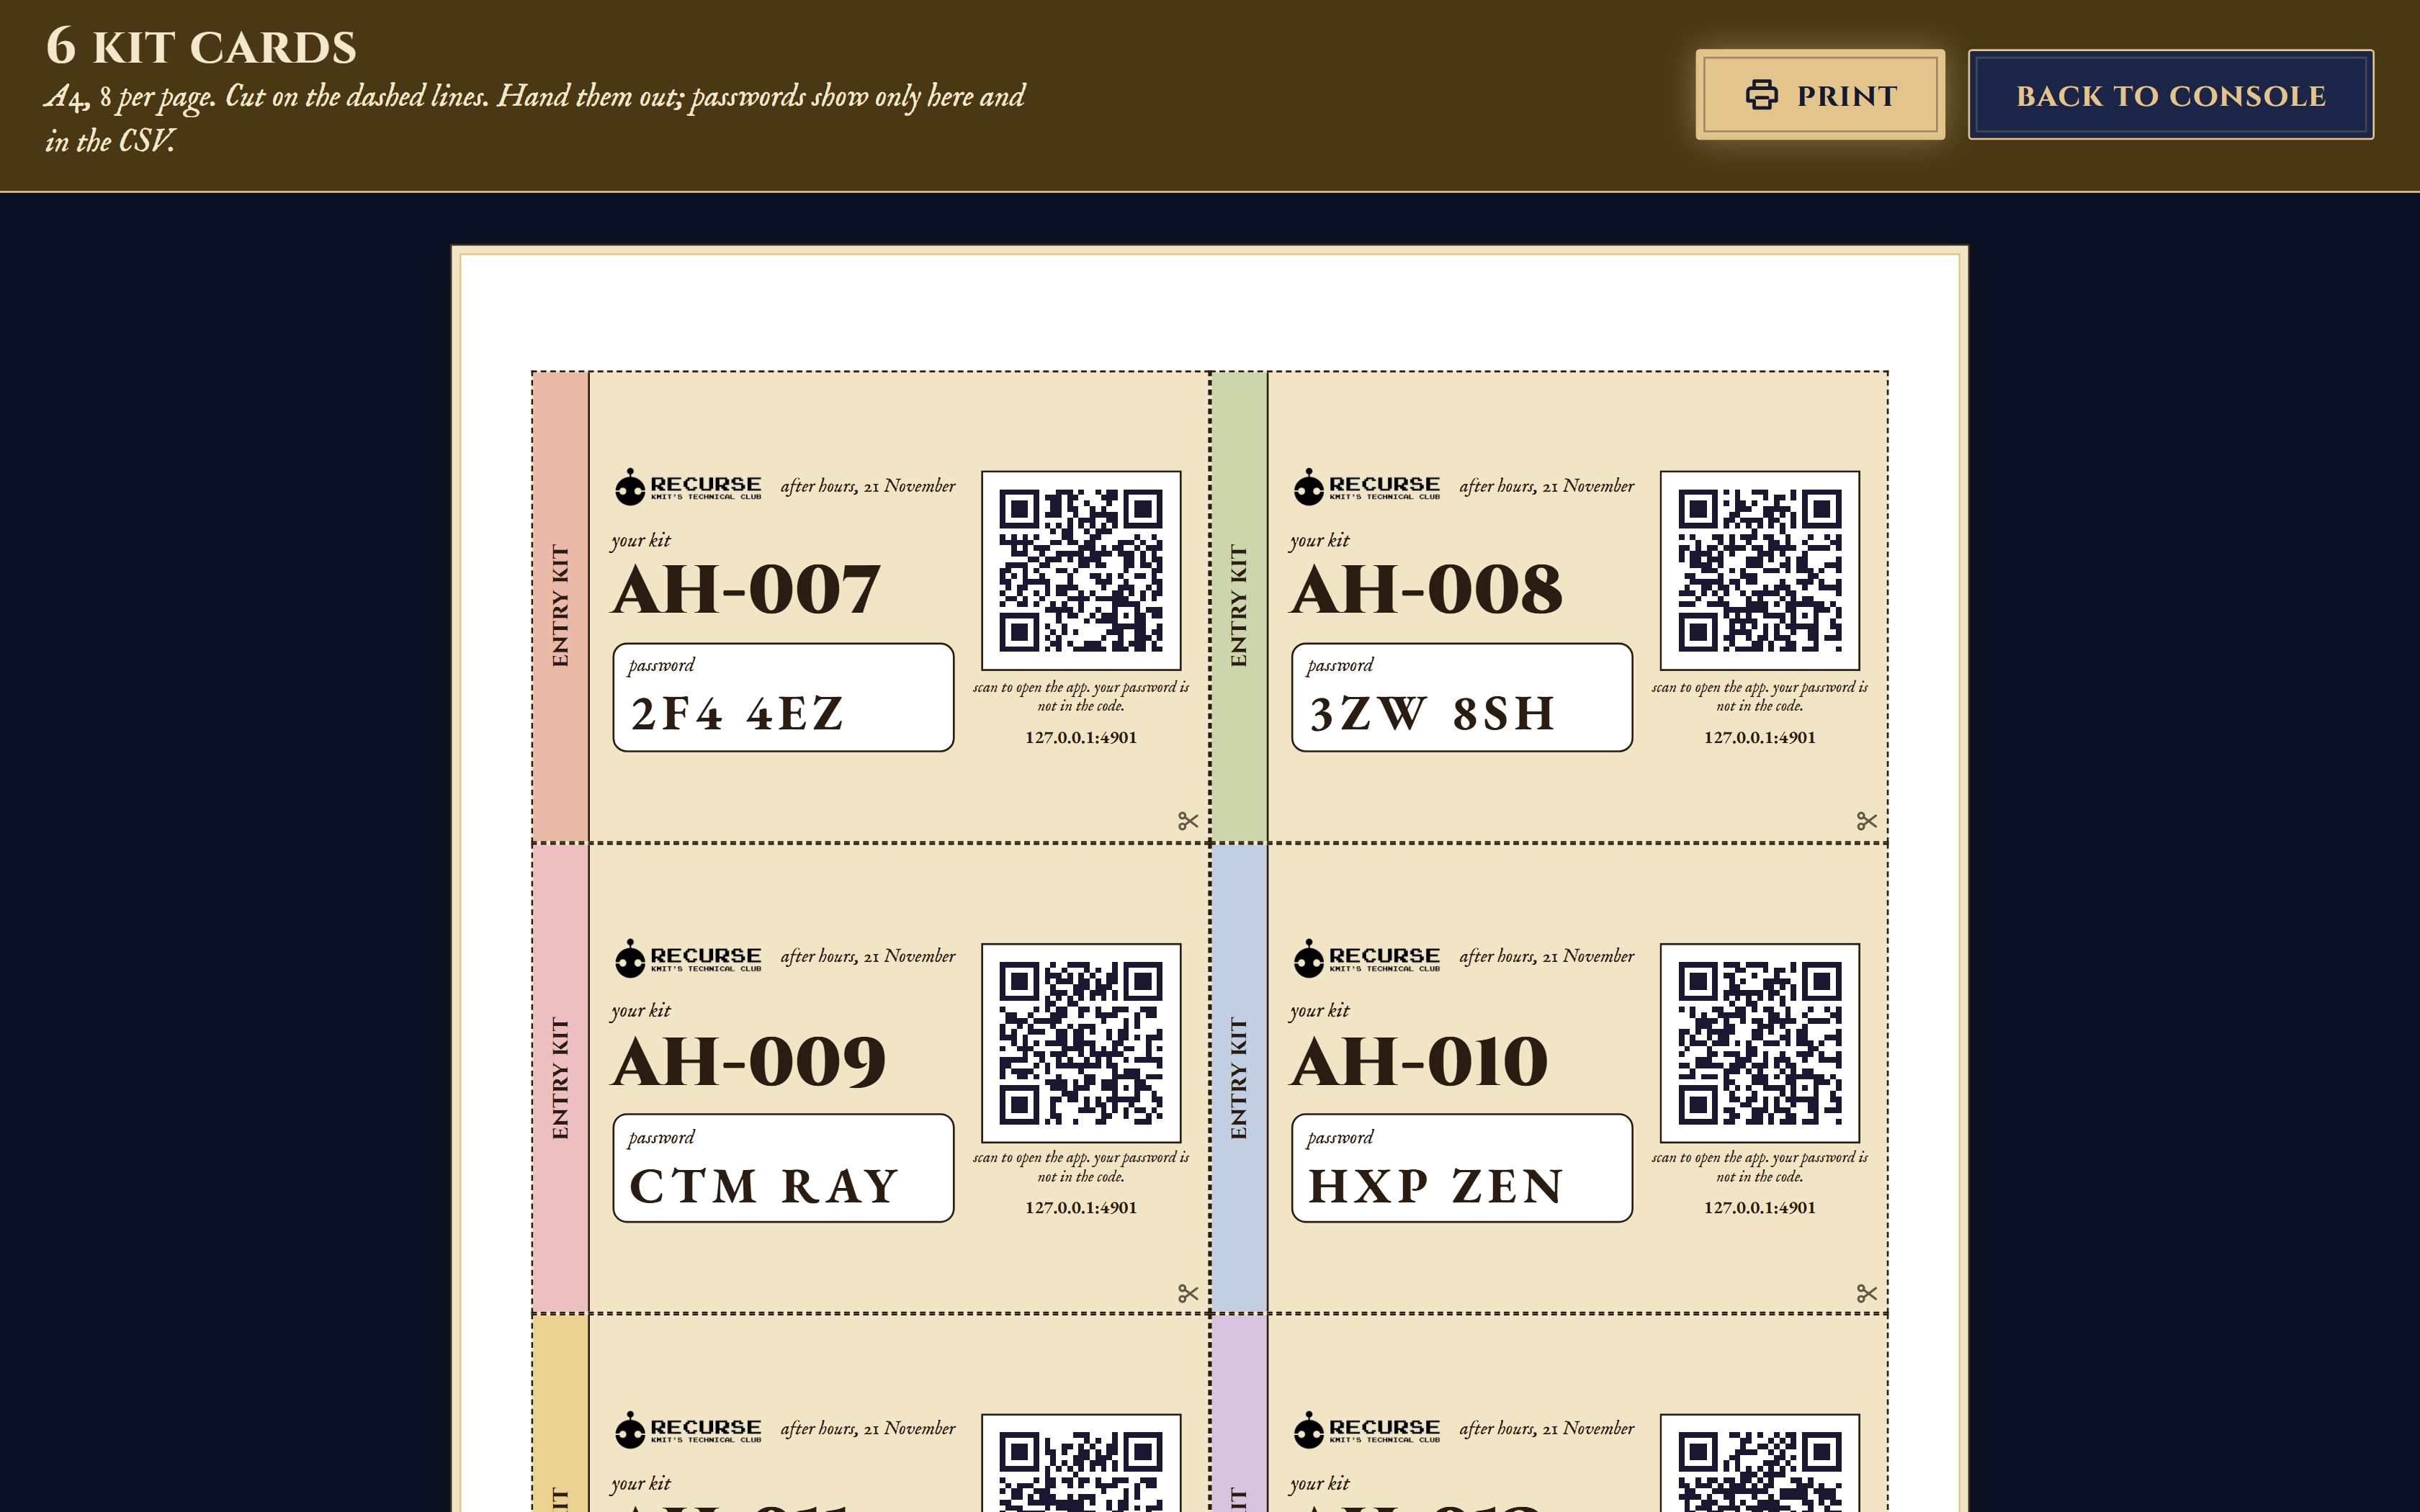 6 KIT CARDS
A4, 8 per page. Cut on the dashed lines. Hand them out; passwords show only here and
in the CSV.
PRINT
BACK TO CONSOLE
ENTRY KIT
RECURSE
KMIT'S TECHNICAL CLUB
after hours, 21 November
your kit
AH-007
password
2F4 4EZ
scan to open the app. your password is
not in the code.
127.0.0.1:4901
ENTRY KIT
RECURSE
KMIT'S TECHNICAL CLUB
after hours, 21 November
your kit
AH-008
password
3ZW 8SH
scan to open the app. your password is
not in the code.
127.0.0.1:4901
ENTRY KIT
RECURSE
KMIT'S TECHNICAL CLUB
after hours, 21 November
your kit
AH-009
password
CTM RAY
scan to open the app. your password is
not in the code.
127.0.0.1:4901
ENTRY KIT
RECURSE
KMIT'S TECHNICAL CLUB
after hours, 21 November
your kit
AH-010
password
HXP ZEN
scan to open the app. your password is
not in the code.
127.0.0.1:4901
RECURSE
KMIT'S TECHNICAL CLUB
after hours, 21 November
your kit
RECURSE
KMIT'S TECHNICAL CLUB
after hours, 21 November
your kit